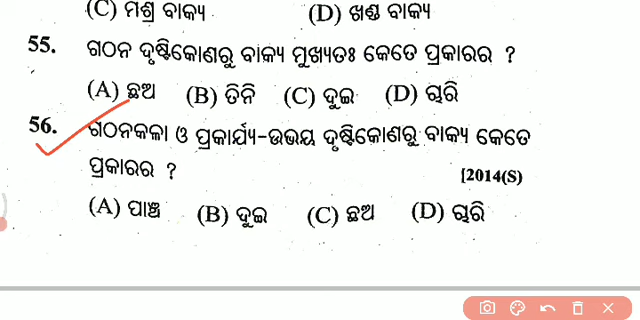 (C) ମିଶ୍ର ବାକ୍ୟ (D) ଖଣ୍ଡ ବାକ୍ୟ
55. ଗଠନ ଦୃଷ୍ଟିକୋଣରୁ ବାକ୍ୟ ମୁଖ୍ୟତଃ କେତେ ପ୍ରକାରର ?
(A) ଛଅ (B) ତିନି (C) ଦୁଇ (D) ଚାରି
56. ଗଠନକଳା ଓ ପ୍ରକାର୍ଯ୍ୟ-ଉଭୟ ଦୃଷ୍ଟିକୋଣରୁ ବାକ୍ୟ କେତେ
ପ୍ରକାରର ? [2014(S)
(A) ପାଞ୍ଚ (B) ଦୁଇ (C) ଛଅ (D) ଚାରି